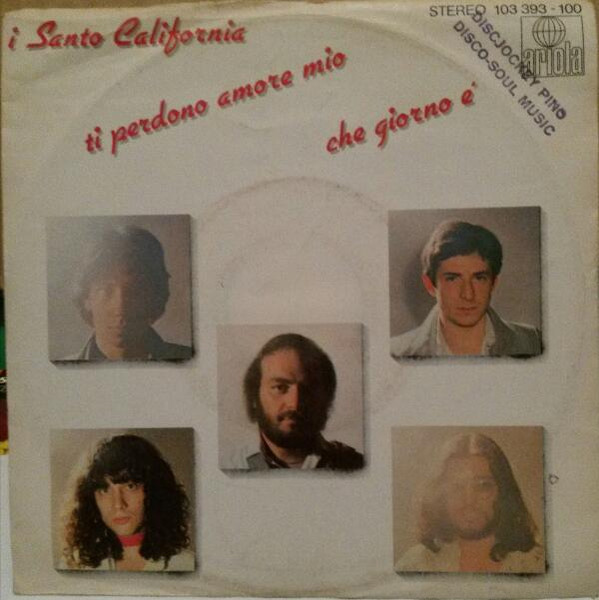 STEREO 103 393 - 100
i Santo California
DISCJOCKEY PINO
DISCO-SOUL MUSIC
ariola
ti perdono amore mio
che giorno è